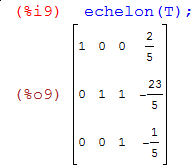 (%i9) echelon(T);
1 0 0 2/5
(%o9) 0 1 1 -23/5
0 0 1 -1/5